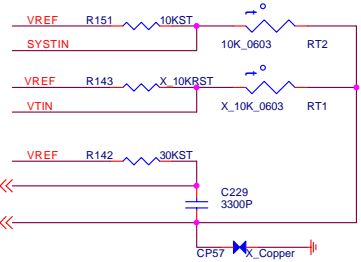 VREF R151 10KST
SYSTIN 10K_0603 RT2
VREF R143 X_10KRST
VTIN X_10K_0603 RT1
VREF R142 30KST
C229
3300P
CP57 X_Copper